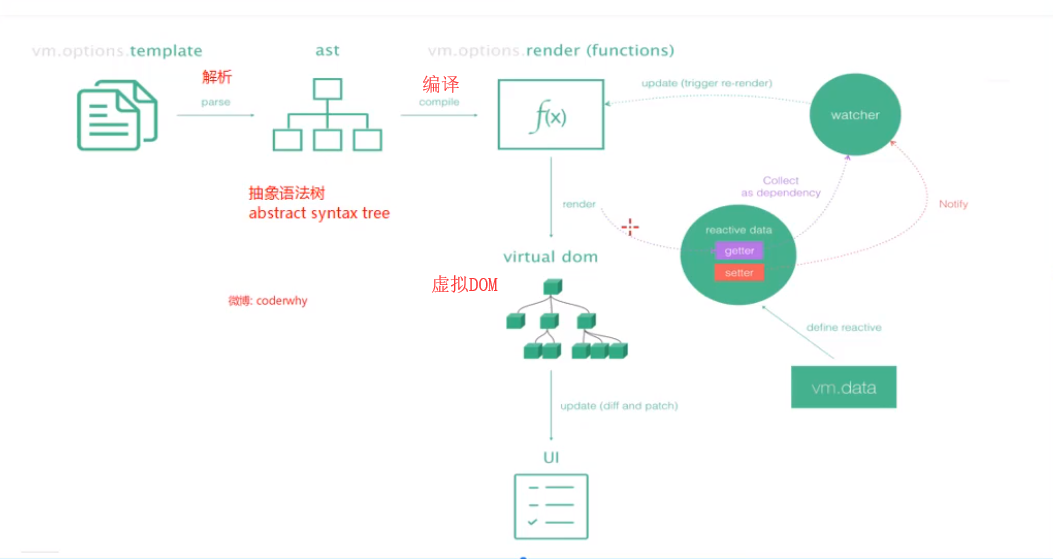 vm.options.template
ast
vm.options.render (functions)
解析
parse
编译
compile
f(x)
update (trigger re-render)
watcher
抽象语法树
abstract syntax tree
render
Collect
as dependency
Notify
reactive data
getter
setter
virtual dom
虚拟DOM
微博: coderwhy
define reactive
vm.data
update (diff and patch)
UI